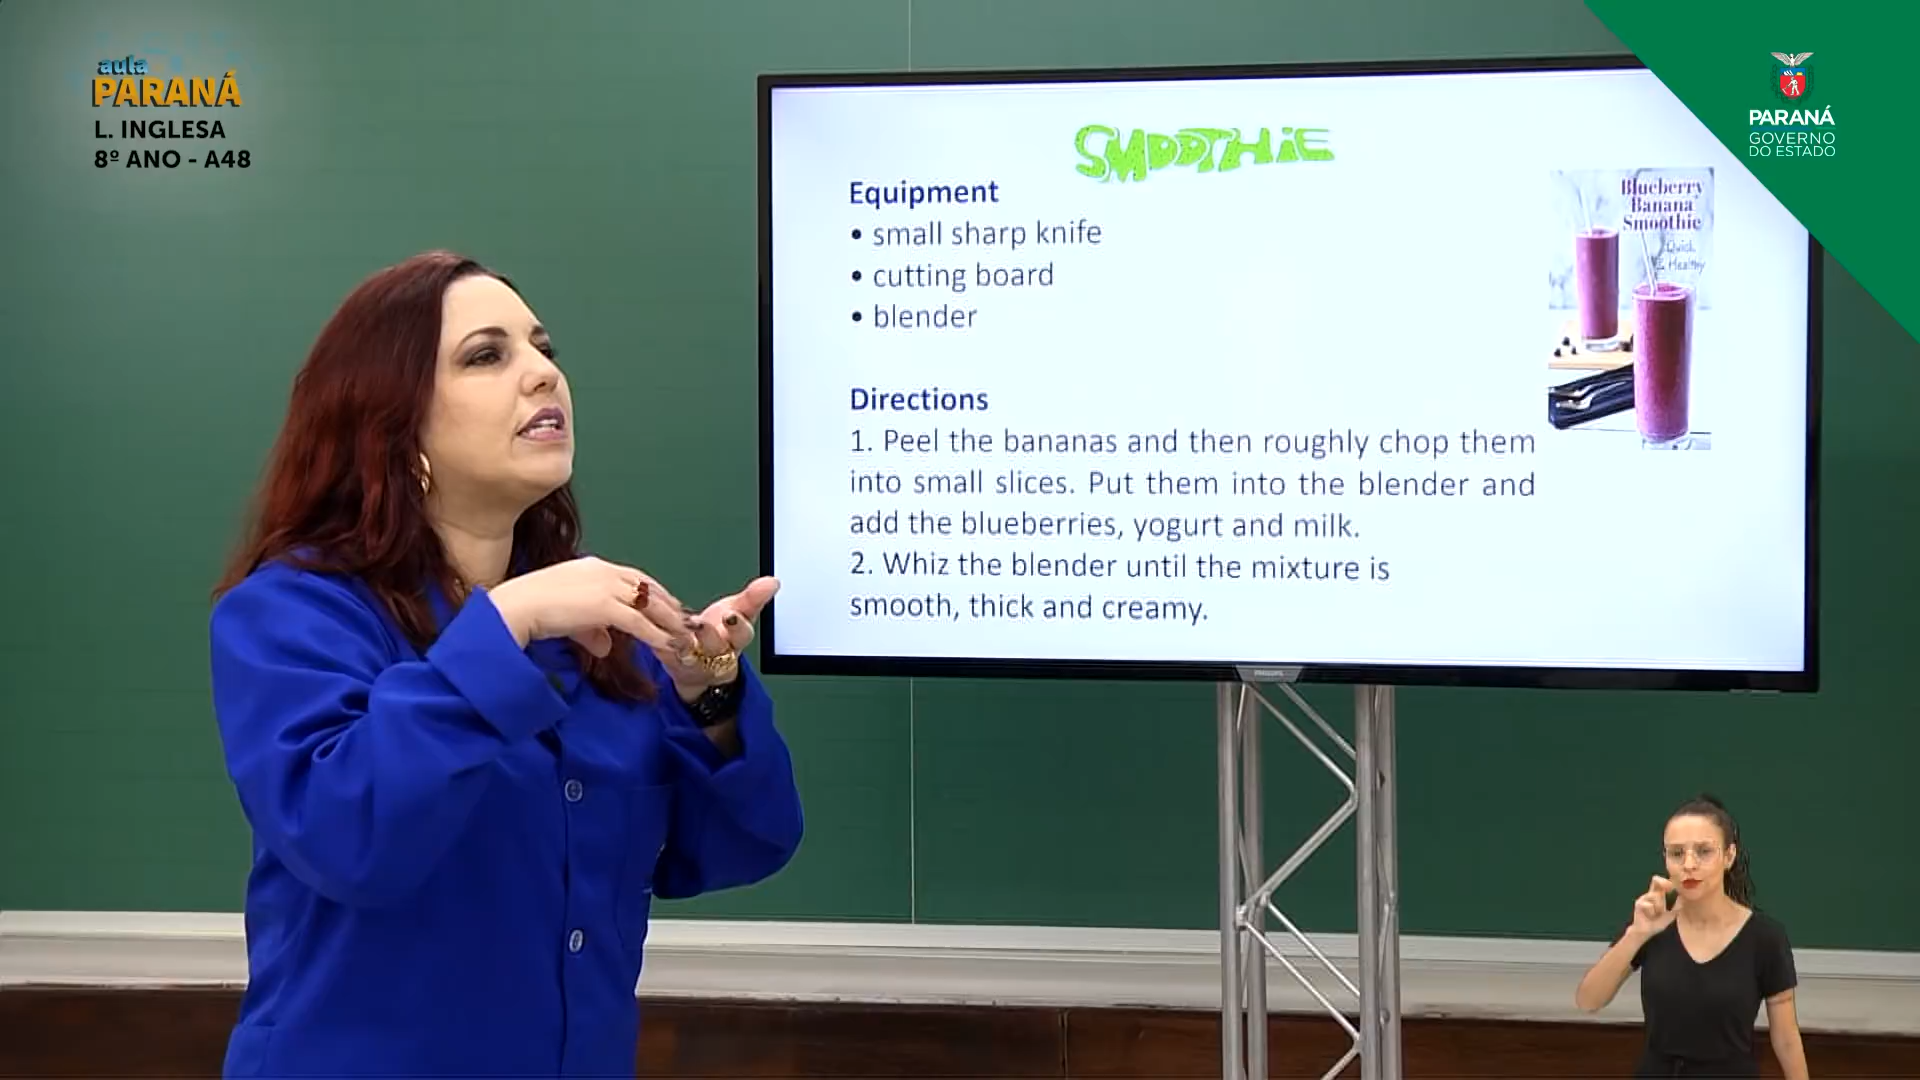 aula
PARANÁ
L. INGLESA
8º ANO - A48
PARANÁ
GOVERNO
DO ESTADO
SMOOTHIE
Equipment
• small sharp knife
• cutting board
• blender
Directions
1. Peel the bananas and then roughly chop them
into small slices. Put them into the blender and
add the blueberries, yogurt and milk.
2. Whiz the blender until the mixture is
smooth, thick and creamy.
Blueberry
Banana
Smoothie
Quick
& Healthy
PHILIPS